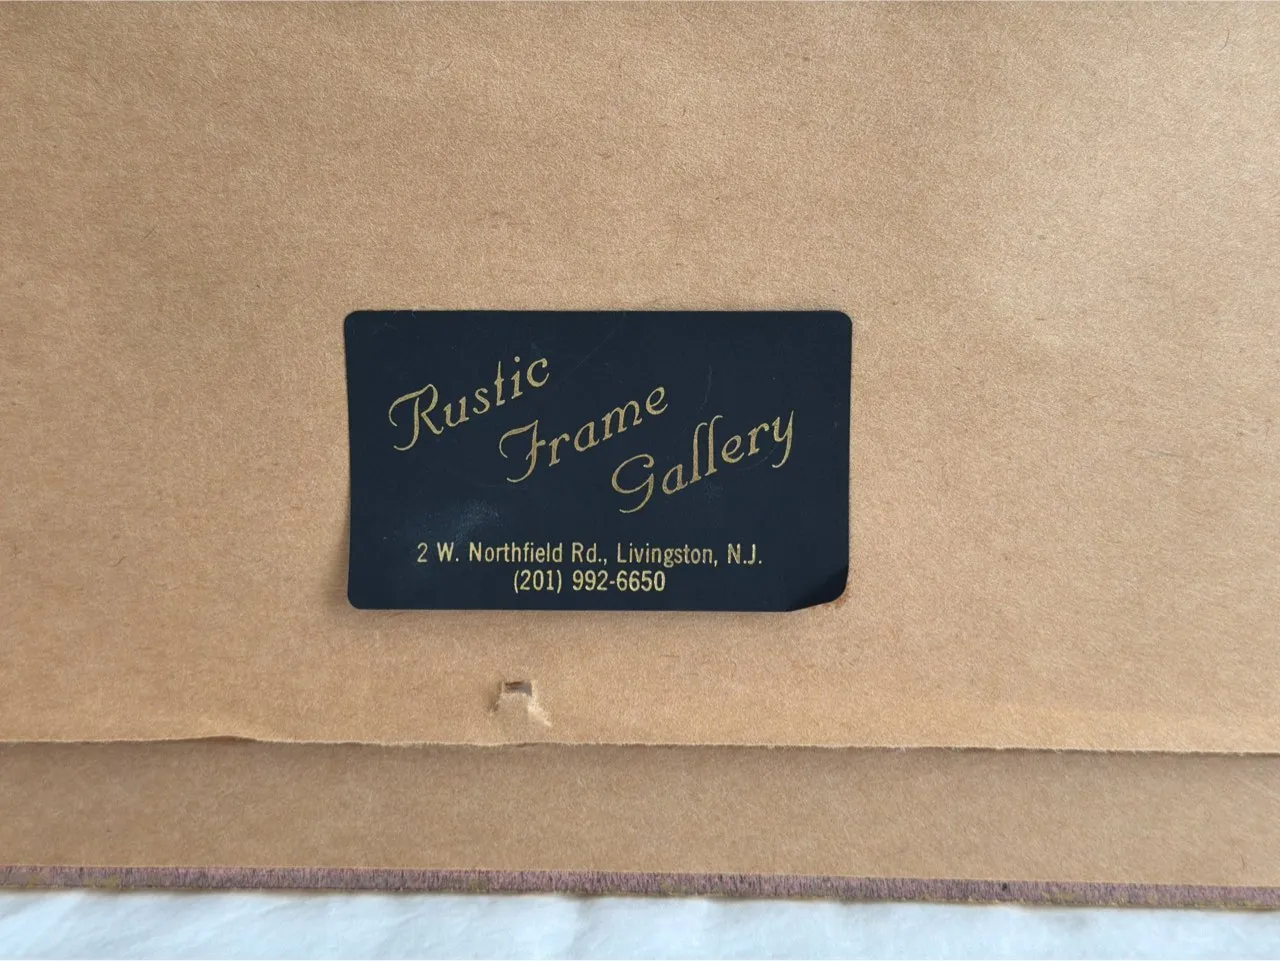 Rustic
Frame
Gallery
2 W. Northfield Rd., Livingston, N.J.
(201) 992-6650